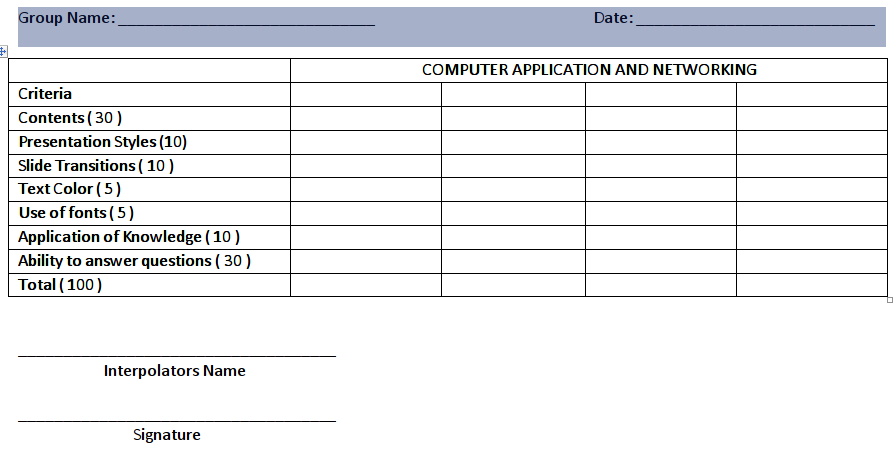 Group Name: ______________________________ Date: ____________________________
COMPUTER APPLICATION AND NETWORKING
Criteria
Contents ( 30 )
Presentation Styles (10)
Slide Transitions ( 10 )
Text Color ( 5 )
Use of fonts ( 5 )
Application of Knowledge ( 10 )
Ability to answer questions ( 30 )
Total ( 100 )
Interpolators Name
Signature